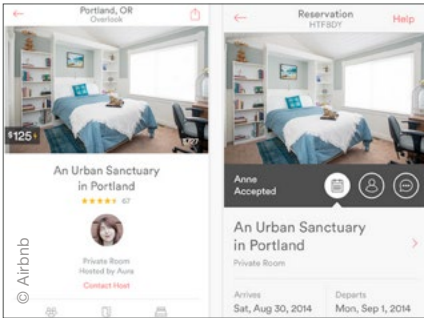 Portland, OR
Overlook
$125
An Urban Sanctuary
in Portland
67
Private Room
Hosted by Aura
Contact Host
© Airbnb
Reservation
HTFBDY
Help
Anne
Accepted
An Urban Sanctuary
in Portland
Private Room
Arrives
Departs
Sat, Aug 30, 2014
Mon, Sep 1, 2014